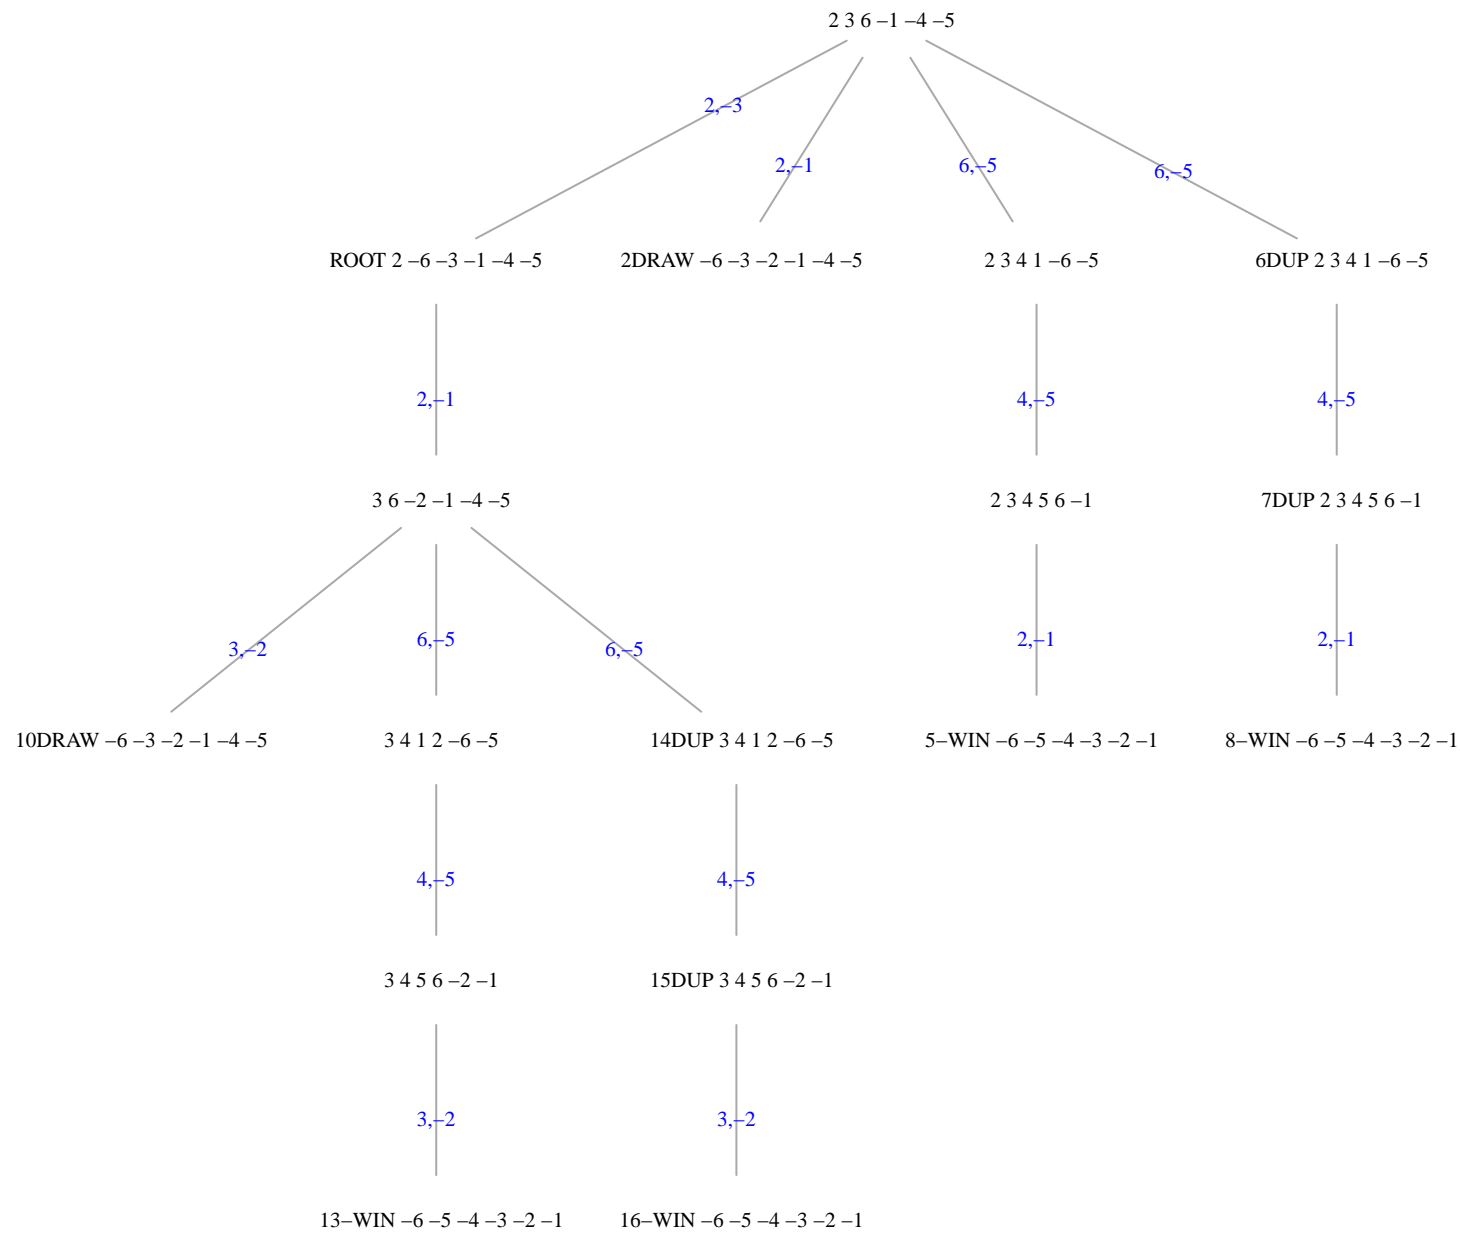 2 3 6 –1 –4 –5
2,–3
2,–1
6,–5
6,–5
ROOT 2 –6 –3 –1 –4 –5
2DRAW –6 –3 –2 –1 –4 –5
2 3 4 1 –6 –5
6DUP 2 3 4 1 –6 –5
2,–1
4,–5
4,–5
3 6 –2 –1 –4 –5
2 3 4 5 6 –1
7DUP 2 3 4 5 6 –1
3,–2
6,–5
6,–5
2,–1
2,–1
10DRAW –6 –3 –2 –1 –4 –5
3 4 1 2 –6 –5
14DUP 3 4 1 2 –6 –5
5–WIN –6 –5 –4 –3 –2 –1
8–WIN –6 –5 –4 –3 –2 –1
4,–5
4,–5
3 4 5 6 –2 –1
15DUP 3 4 5 6 –2 –1
3,–2
3,–2
13–WIN –6 –5 –4 –3 –2 –1
16–WIN –6 –5 –4 –3 –2 –1